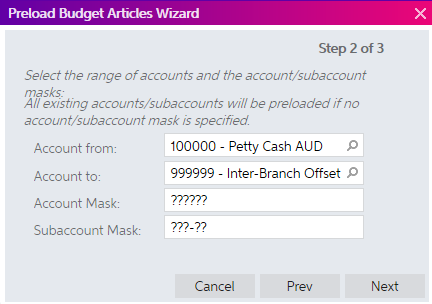 Preload Budget Articles Wizard
Step 2 of 3
Select the range of accounts and the account/subaccount
masks:
All existing accounts/subaccounts will be preloaded if no
account/subaccount mask is specified.
Account from: 100000 - Petty Cash AUD
Account to: 999999 - Inter-Branch Offset
Account Mask: ??????
Subaccount Mask: ???-??
Cancel Prev Next